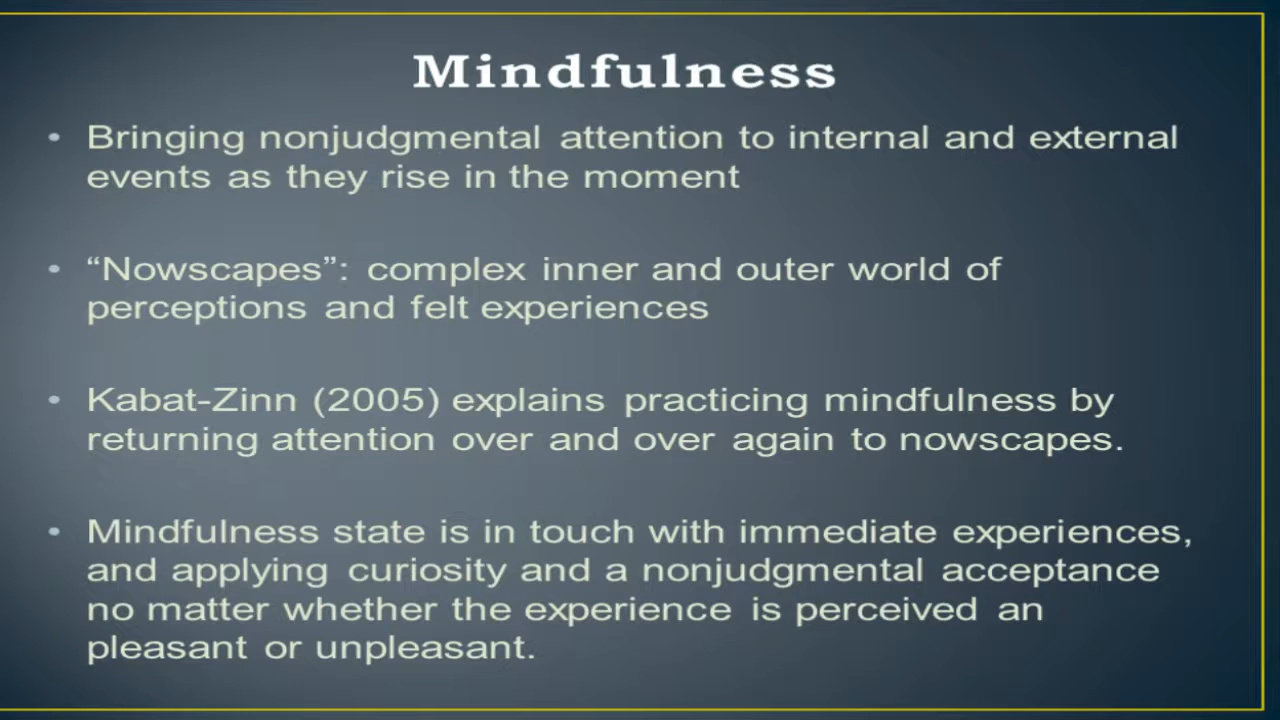 Mindfulness
• Bringing nonjudgmental attention to internal and external
events as they rise in the moment
• “Nowscapes”: complex inner and outer world of
perceptions and felt experiences
• Kabat-Zinn (2005) explains practicing mindfulness by
returning attention over and over again to nowscapes.
• Mindfulness state is in touch with immediate experiences,
and applying curiosity and a nonjudgmental acceptance
no matter whether the experience is perceived an
pleasant or unpleasant.